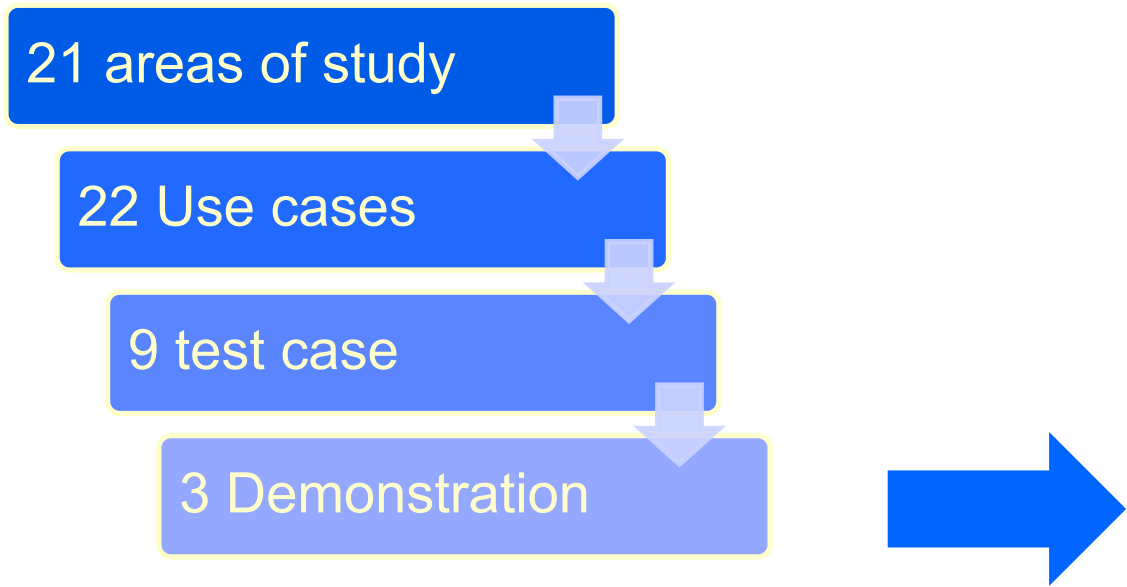 21 areas of study
22 Use cases
9 test case
3 Demonstration